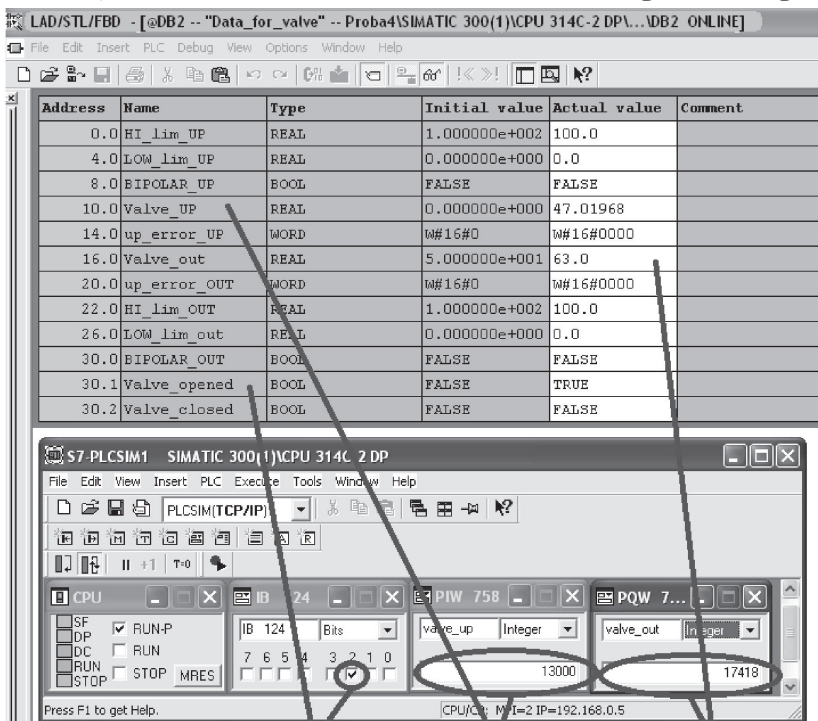 LAD/STL/FBD - [@DB2 -- "Data_for_valve" -- Proba4\SIMATIC 300(1)\CPU 314C-2 DP\...\DB2 ONLINE]
File Edit Insert PLC Debug View Options Window Help
Address Name Type Initial value Actual value Comment
0.0 HI_lim_UP REAL 1.000000e+002 100.0
4.0 LOW_lim_UP REAL 0.000000e+000 0.0
8.0 BIPOLAR_UP BOOL FALSE FALSE
10.0 Valve_UP REAL 0.000000e+000 47.01968
14.0 up_error_UP WORD W#16#0 W#16#0000
16.0 Valve_out REAL 5.000000e+001 63.0
20.0 up_error_OUT WORD W#16#0 W#16#0000
22.0 HI_lim_OUT REAL 1.000000e+002 100.0
26.0 LOW_lim_out REAL 0.000000e+000 0.0
30.0 BIPOLAR_OUT BOOL FALSE FALSE
30.1 Valve_opened BOOL FALSE TRUE
30.2 Valve_closed BOOL FALSE FALSE
S7-PLCSIM1 SIMATIC 300(1)\CPU 314C-2 DP
File Edit View Insert PLC Execute Tools Window Help
PLCSIM(TCP/IP)
+1 T=0
CPU IB 124 PIW 758 PQW 7...
SF
DP
DC
RUN
STOP
RUN-P
RUN
STOP MRES
IB 124 Bits
7 6 5 4 3 2 1 0
valve_up Integer
13000
valve_out Integer
17418
Press F1 to get Help. MPI=2 IP=192.168.0.5